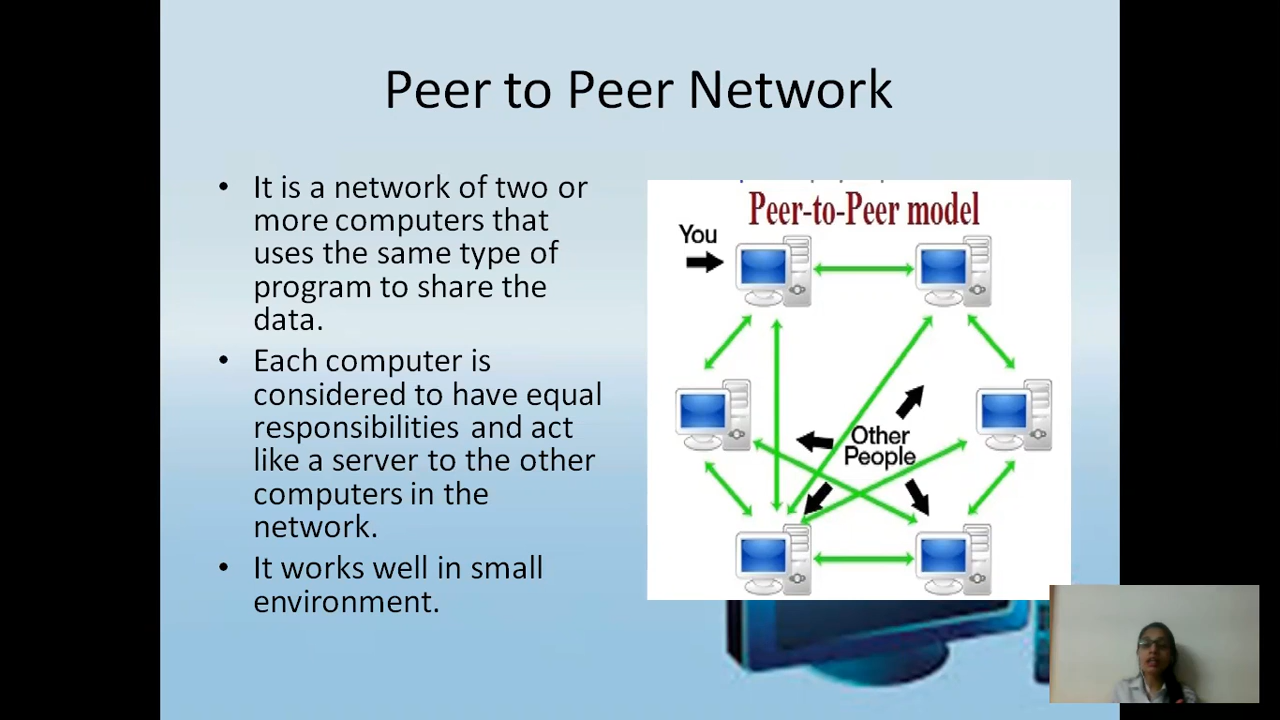 Peer to Peer Network
• It is a network of two or
more computers that
uses the same type of
program to share the
data.
• Each computer is
considered to have equal
responsibilities and act
like a server to the other
computers in the
network.
• It works well in small
environment.
Peer-to-Peer model
You
Other
People